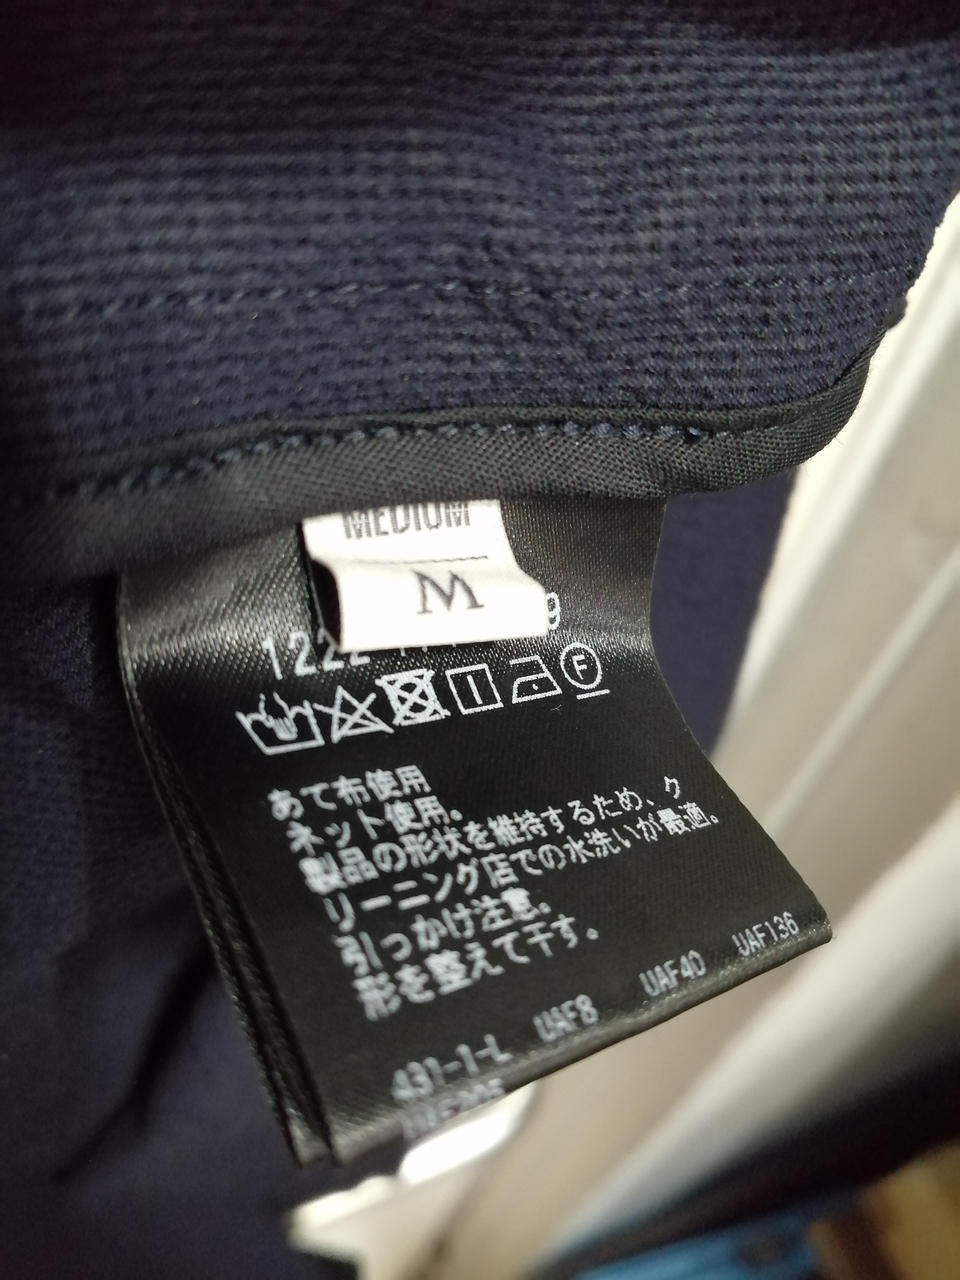 MEDIUM
M
F
あて布使用
ネット使用。
製品の形状を維持するため、ク
リーニング店での水洗いが最適。
引っかけ注意。
形を整えて干す。
431-1-L UAF8 UAF40 UAF136